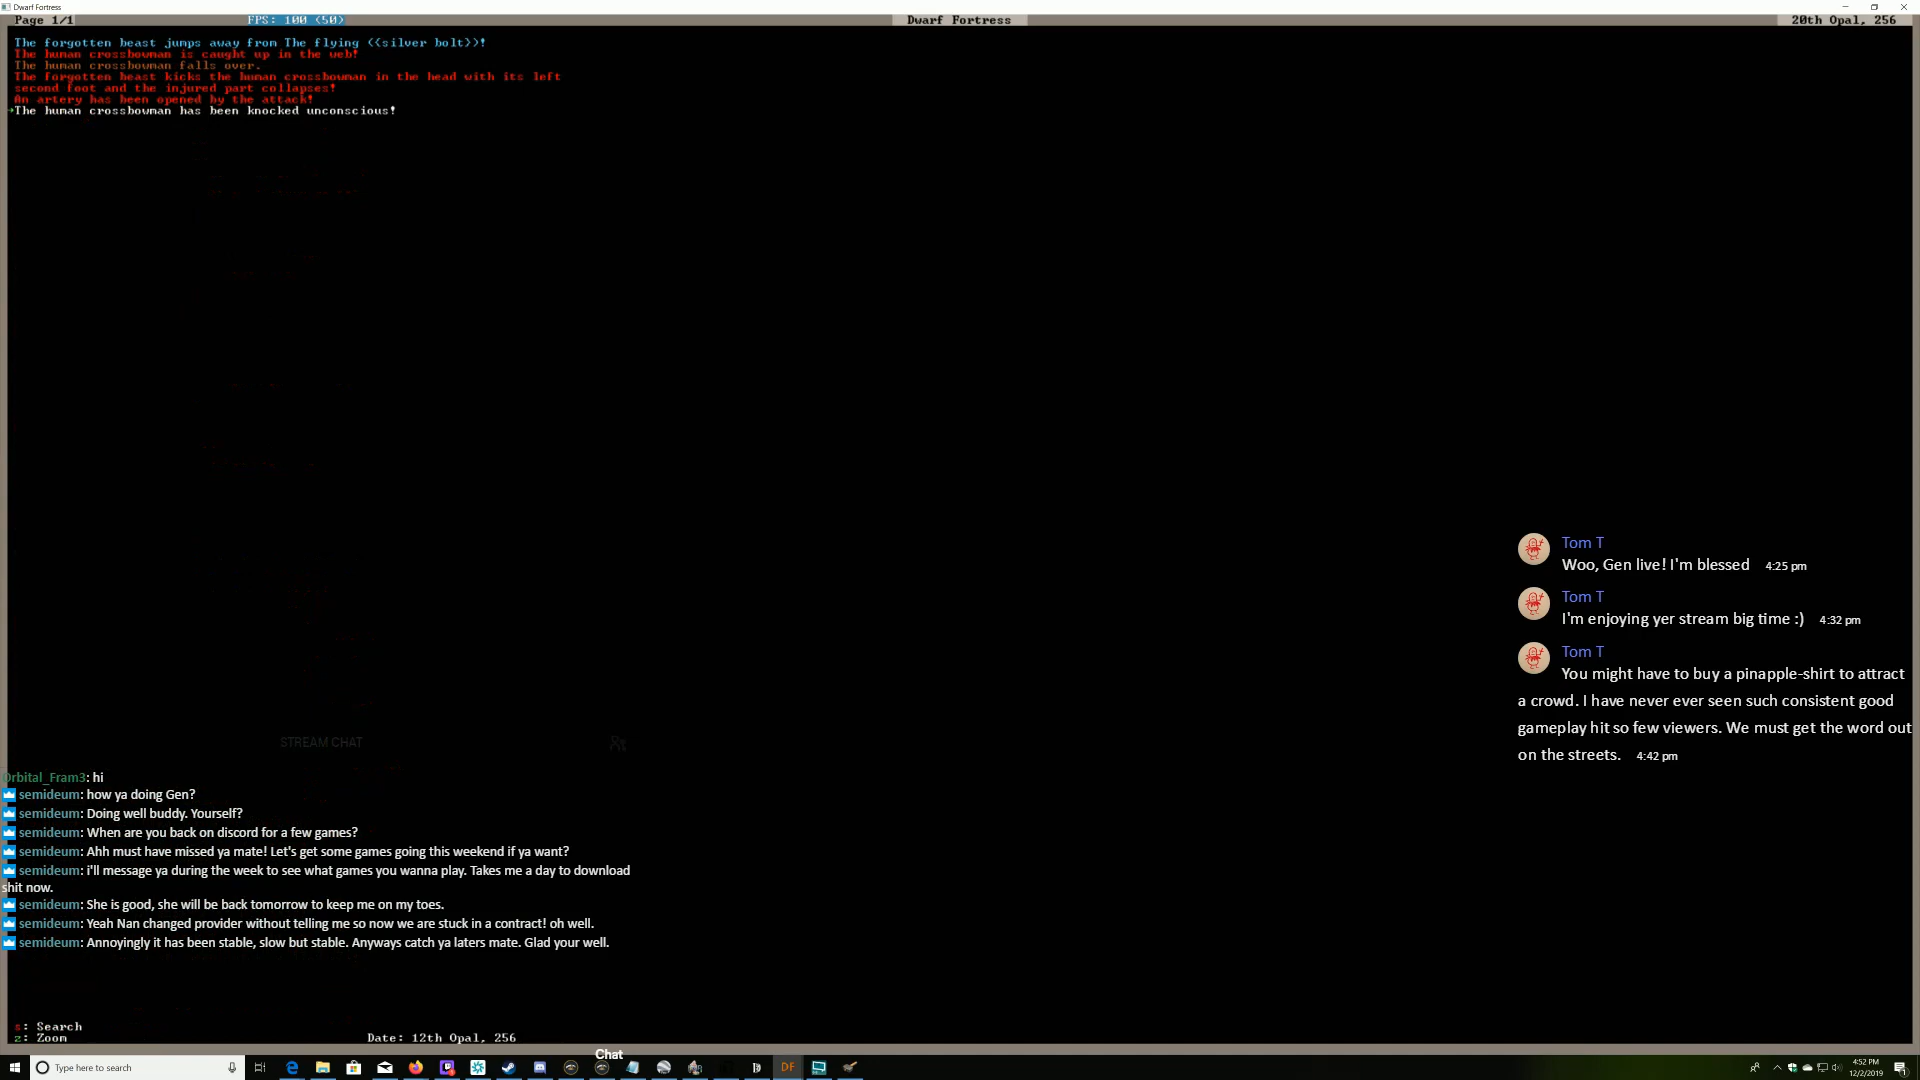 Dwarf Fortress
Page 1/1
FPS: 100 (50)
Dwarf Fortress
20th Opal, 256
The forgotten beast jumps away from The flying <<silver bolt>>!
The human crossbowman is caught up in the web!
The human crossbowman falls over.
The forgotten beast kicks the human crossbowman in the head with its left
second foot and the injured part collapses!
An artery has been opened by the attack!
The human crossbowman has been knocked unconscious!
Tom T
Woo, Gen live! I'm blessed 4:25 pm
Tom T
I'm enjoying yer stream big time :) 4:32 pm
Tom T
You might have to buy a pinapple-shirt to attract
a crowd. I have never ever seen such consistent good
gameplay hit so few viewers. We must get the word out
on the streets. 4:42 pm
STREAM CHAT
Orbital_Fram3: hi
semideum: how ya doing Gen?
semideum: Doing well buddy. Yourself?
semideum: When are you back on discord for a few games?
semideum: Ahh must have missed ya mate! Let's get some games going this weekend if ya want?
semideum: i'll message ya during the week to see what games you wanna play. Takes me a day to download
shit now.
semideum: She is good, she will be back tomorrow to keep me on my toes.
semideum: Yeah Nan changed provider without telling me so now we are stuck in a contract! oh well.
semideum: Annoyingly it has been stable, slow but stable. Anyways catch ya laters mate. Glad your well.
s: Search
z: Zoom
Date: 12th Opal, 256
Chat
Type here to search
DF
4:52 PM
12/2/2019